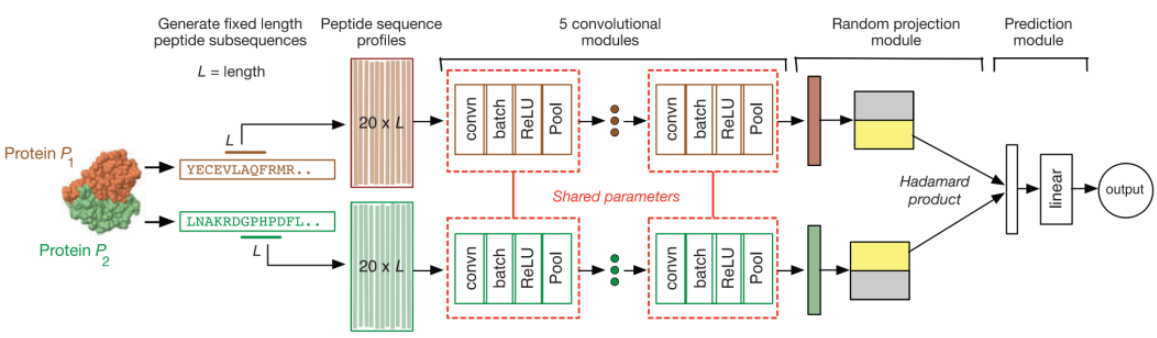 Generate fixed length
peptide subsequences
L = length
Peptide sequence
profiles
5 convolutional
modules
Random projection
module
Prediction
module
Protein P1
L
YECEVLAQFRMR..
20 x L
convn
batch
ReLU
Pool
convn
batch
ReLU
Pool
Shared parameters
Hadamard
product
linear
output
LNAKRDGPHPDFL..
Protein P2
L
20 x L
convn
batch
ReLU
Pool
convn
batch
ReLU
Pool